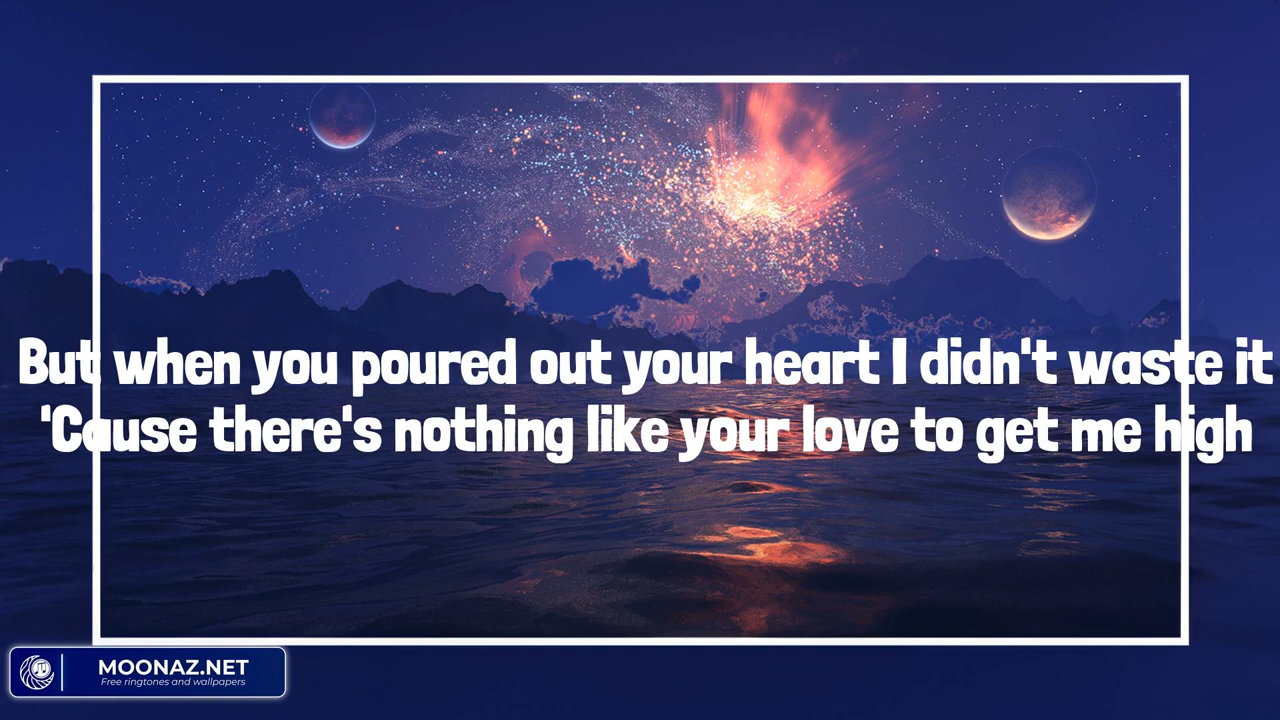 But when you poured out your heart I didn't waste it
'Cause there's nothing like your love to get me high
MOONAZ.NET
Free ringtones and wallpapers